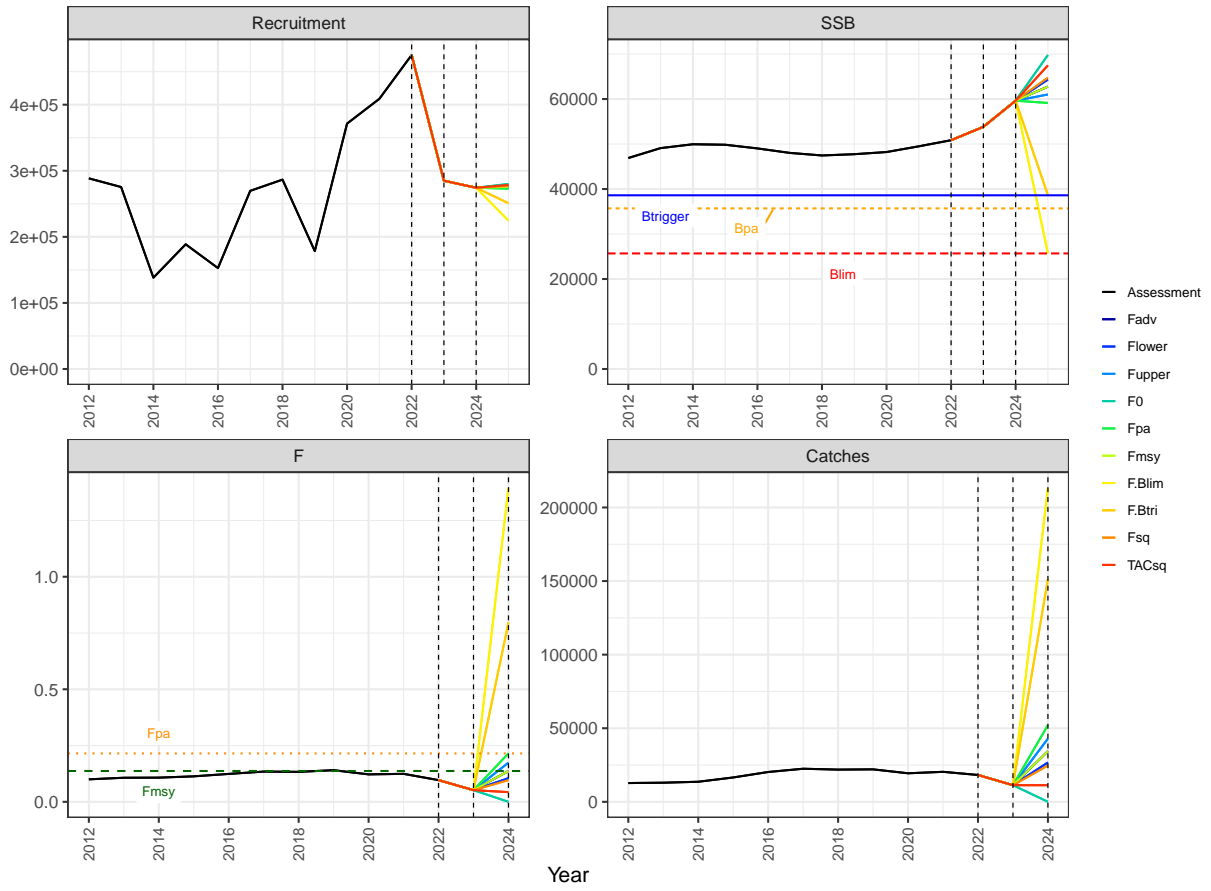 Recruitment
SSB
4e+05
3e+05
2e+05
1e+05
0e+00
2012
2014
2016
2018
2020
2022
2024
60000
40000
20000
0
Btrigger
Bpa
Blim
2012
2014
2016
2018
2020
2022
2024
F
Catches
1.0
0.5
0.0
Fpa
Fmsy
2012
2014
2016
2018
2020
2022
2024
200000
150000
100000
50000
0
2012
2014
2016
2018
2020
2022
2024
Year
Assessment
Fadv
Flower
Fupper
F0
Fpa
Fmsy
F.Blim
F.Btri
Fsq
TACsq